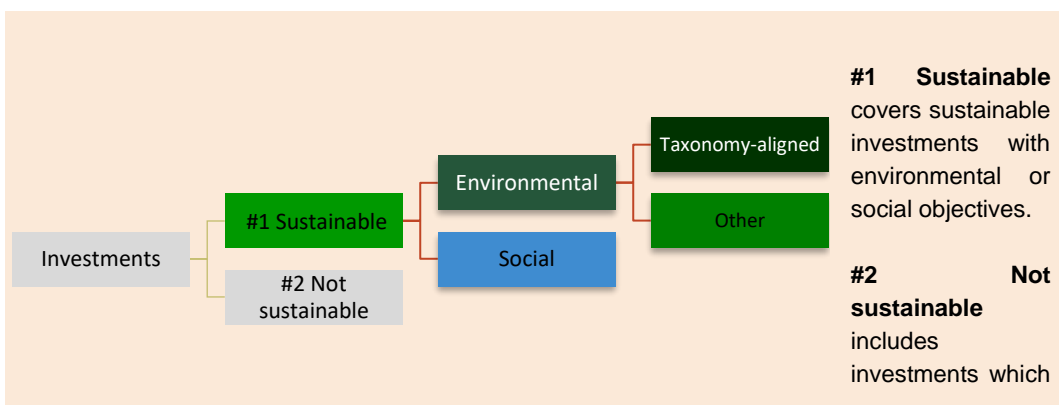 Investments
#1 Sustainable
#2 Not
sustainable
Environmental
Social
Taxonomy-aligned
Other
#1 Sustainable
covers sustainable
investments with
environmental or
social objectives.
#2 Not
sustainable
includes
investments which